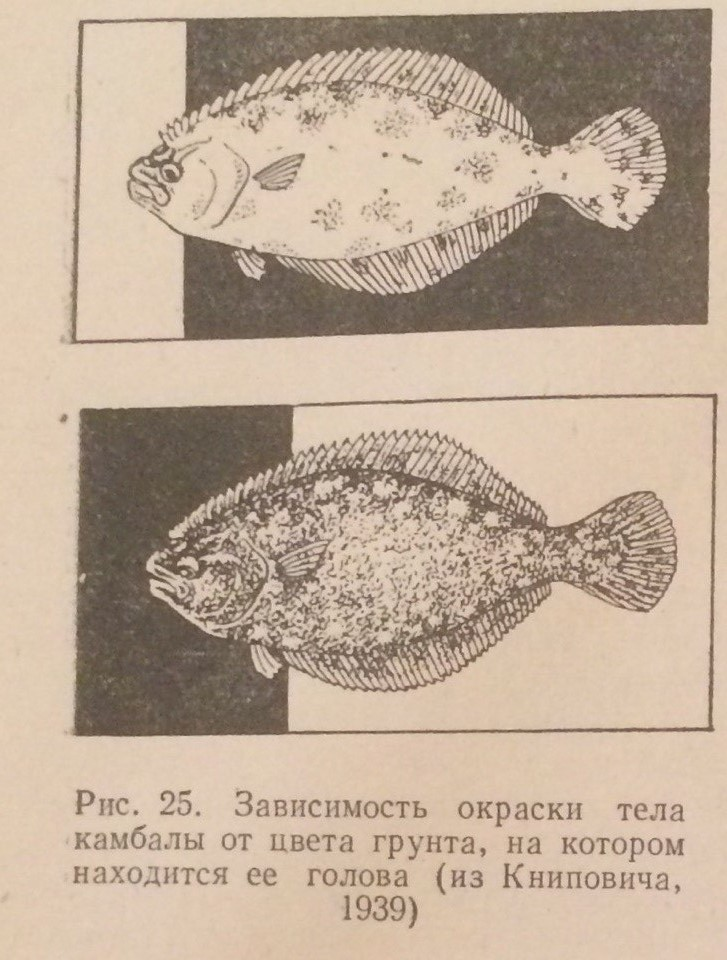 Рис. 25. Зависимость окраски тела
камбалы от цвета грунта, на котором
находится ее голова (из Книповича,
1939)